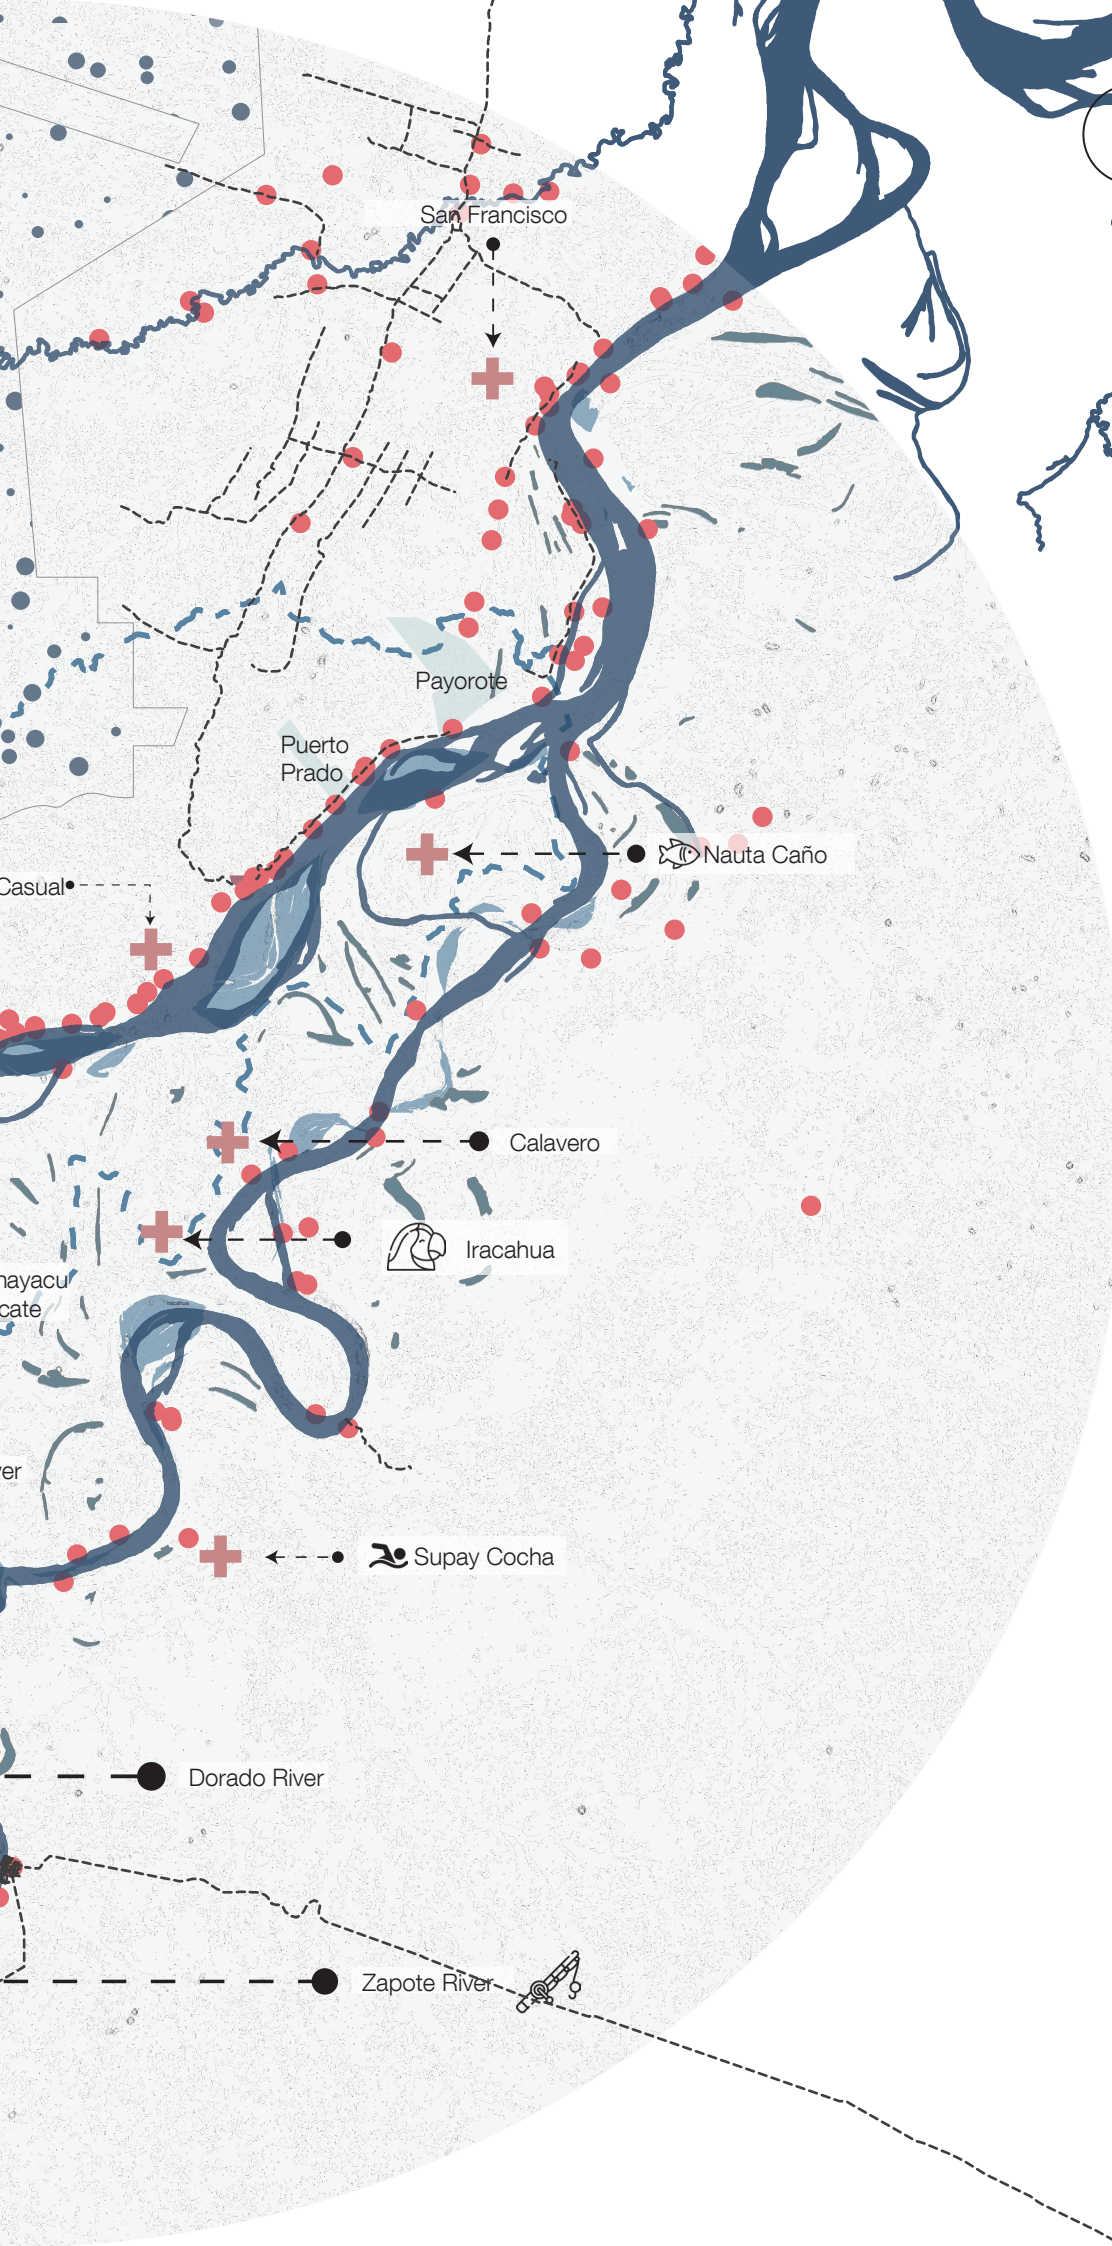 San Francisco
Payorote
Puerto
Prado
Nauta Caño
Casual
Calavero
Iracahua
nayacu
cate
Iracahua
ver
Supay Cocha
Dorado River
Zapote River